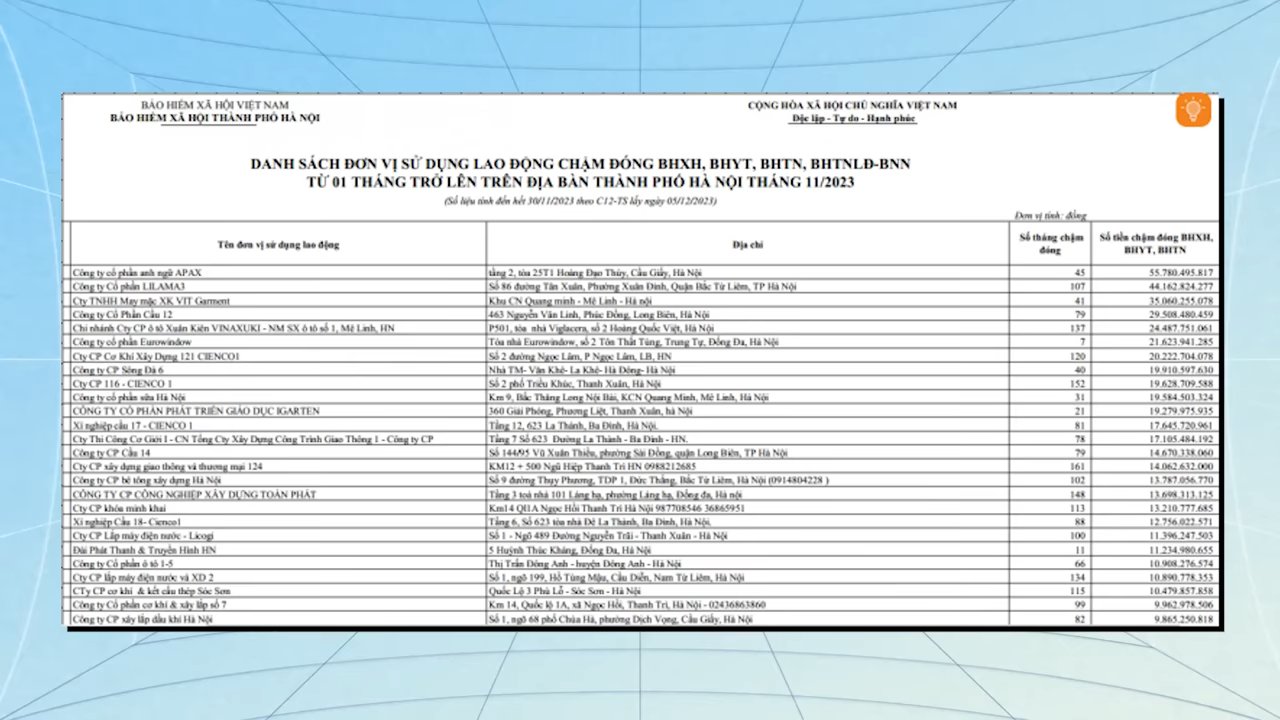 BẢO HIỂM XÃ HỘI VIỆT NAM
BẢO HIỂM XÃ HỘI THÀNH PHỐ HÀ NỘI
CỘNG HÒA XÃ HỘI CHỦ NGHĨA VIỆT NAM
Độc lập - Tự do - Hạnh phúc
DANH SÁCH ĐƠN VỊ SỬ DỤNG LAO ĐỘNG CHẬM ĐÓNG BHXH, BHYT, BHTN, BHTNLĐ-BNN
TỪ 01 THÁNG TRỞ LÊN TRÊN ĐỊA BÀN THÀNH PHỐ HÀ NỘI THÁNG 11/2023
(Số liệu tính đến hết 30/11/2023 theo C12-TS lấy ngày 05/12/2023)
Đơn vị tính: đồng
Tên đơn vị sử dụng lao động Địa chỉ Số tháng chậm đóng Số tiền chậm đóng BHXH, BHYT, BHTN
Công ty cổ phần anh ngữ APAX tầng 2, tòa 25T1 Hoàng Đạo Thúy, Cầu Giấy, Hà Nội 45 55.780.495.817
Công ty Cổ phần LILAMA3 Số 86 đường Tân Xuân, Phường Xuân Đỉnh, Quận Bắc Từ Liêm, TP Hà Nội 107 44.162.824.277
Cty TNHH May mặc XK VIT Garment Khu CN Quang minh - Mê Linh - Hà nội 41 35.060.255.078
Công ty Cổ Phần Cầu 12 463 Nguyễn Văn Linh, Phúc Đồng, Long Biên, Hà Nội 79 29.508.480.459
Chi nhánh Cty CP ô tô Xuân Kiên VINAXUKI - NM SX ô tô số 1, Mê Linh, HN P501, tòa nhà Viglacera, số 2 Hoàng Quốc Việt, Hà Nội 137 24.487.751.061
Công ty cổ phần Eurowindow Tòa nhà Eurowindow, số 2 Tôn Thất Tùng, Trung Tự, Đống Đa, Hà Nội 7 21.623.941.285
Cty CP Cơ Khí Xây Dựng 121 CIENCO1 Số 2 đường Ngọc Lâm, P Ngọc Lâm, LB, HN 120 20.222.704.078
Công ty CP Sông Đà 6 Nhà TM- Văn Khê- La Khê- Hà Đông- Hà Nội 40 19.910.597.630
Cty CP 116 - CIENCO 1 Số 2 phố Triều Khúc, Thanh Xuân, Hà Nội 152 19.628.709.588
Công ty cổ phần sữa Hà Nội Km 9, Bắc Thăng Long Nội Bài, KCN Quang Minh, Mê Linh, Hà Nội 31 19.584.503.324
CÔNG TY CỔ PHẦN PHÁT TRIỂN GIÁO DỤC IGARTEN 360 Giải Phóng, Phương Liệt, Thanh Xuân, hà Nội 21 19.279.975.935
Xí nghiệp cầu 17 - CIENCO 1 Tầng 12, 623 La Thành, Ba Đình, Hà Nội. 81 17.645.720.961
Cty Thi Công Cơ Giới 1 - CN Tổng Cty Xây Dựng Công Trình Giao Thông 1 - Công ty CP Tầng 7 Số 623 Đường La Thành - Ba Đình - HN. 78 17.105.484.192
Công ty CP Cầu 14 Số 144/95 Vũ Xuân Thiều, phường Sài Đồng, quận Long Biên, TP Hà Nội 79 14.670.338.060
Cty CP xây dựng giao thông và thương mại 124 KM12 + 500 Ngũ Hiệp Thanh Trì HN 0988212685 161 14.062.632.000
Công ty CP bê tông xây dựng Hà Nội Số 9 đường Thụy Phương, TDP 1, Đức Thắng, Bắc Từ Liêm, Hà Nội (0914804228 ) 102 13.787.056.770
CÔNG TY CP CÔNG NGHIỆP XÂY DỰNG TOÀN PHÁT Tầng 3 toà nhà 101 Láng hạ, phường Láng hạ, Đống đa, Hà nội 148 13.698.313.125
Cty CP khóa minh khai Km14 Ql1A Ngọc Hồi Thanh Trì Hà Nội 987708546 36865951 113 13.210.777.685
Xí nghiệp Cầu 18- Cienco1 Tầng 6, Số 623 tòa nhà Đê La Thành, Ba Đình, Hà Nội. 88 12.756.022.571
Cty CP Lắp máy điện nước - Licogi Số 1 - Ngõ 489 Đường Nguyễn Trãi - Thanh Xuân - Hà Nội 100 11.396.247.503
Đài Phát Thanh & Truyền Hình HN 5 Huỳnh Thúc Kháng, Đống Đa, Hà Nội 11 11.234.980.655
Công ty Cổ phần ô tô 1-5 Thị Trấn Đông Anh - huyện Đông Anh - Hà Nội 66 10.908.276.574
Cty CP lắp máy điện nước và XD 2 Số 1, ngõ 199, Hồ Tùng Mậu, Cầu Diễn, Nam Từ Liêm, Hà Nội 134 10.890.778.353
CTy CP cơ khí & kết cấu thép Sóc Sơn Quốc Lộ 3 Phù Lỗ - Sóc Sơn - Hà Nội 115 10.479.857.858
Công ty Cổ phần cơ khí & xây lắp số 7 Km 14, Quốc lộ 1A, xã Ngọc Hồi, Thanh Trì, Hà Nội - 02436863860 99 9.962.978.506
Công ty CP xây lắp dầu khí Hà Nội Số 1, ngõ 68 phố Chùa Hà, phường Dịch Vọng, Cầu Giấy, Hà Nội 82 9.865.250.818